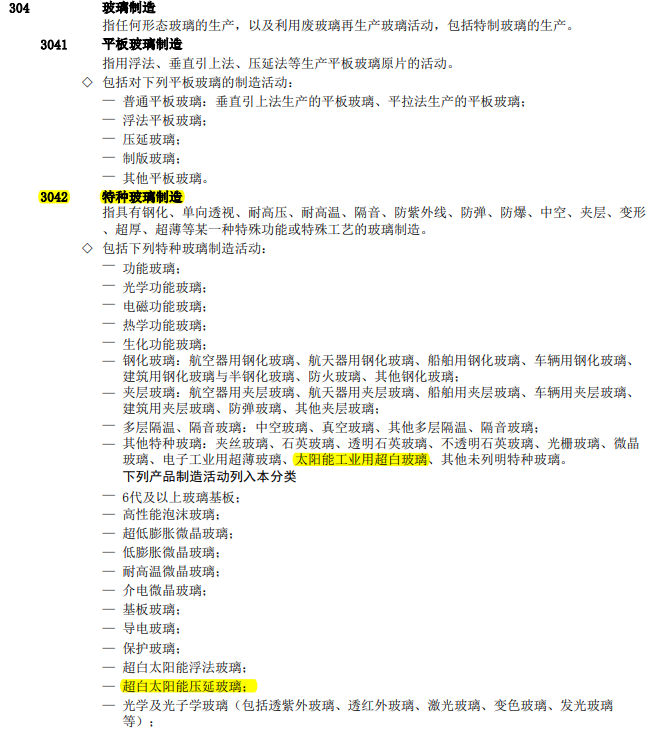 304 玻璃制造
指任何形态玻璃的生产，以及利用废玻璃再生产玻璃活动，包括特制玻璃的生产。
3041 平板玻璃制造
指用浮法、垂直引上法、压延法等生产平板玻璃原片的活动。
◇ 包括对下列平板玻璃的制造活动：
— 普通平板玻璃：垂直引上法生产的平板玻璃、平拉法生产的平板玻璃；
— 浮法平板玻璃；
— 压延玻璃；
— 制版玻璃；
— 其他平板玻璃。
3042 特种玻璃制造
指具有钢化、单向透视、耐高压、耐高温、隔音、防紫外线、防弹、防爆、中空、夹层、变形
、超厚、超薄等某一种特殊功能或特殊工艺的玻璃制造。
◇ 包括下列特种玻璃制造活动：
— 功能玻璃；
— 光学功能玻璃；
— 电磁功能玻璃；
— 热学功能玻璃；
— 生化功能玻璃；
— 钢化玻璃：航空器用钢化玻璃、航天器用钢化玻璃、船舶用钢化玻璃、车辆用钢化玻璃、
建筑用钢化玻璃与半钢化玻璃、防火玻璃、其他钢化玻璃；
— 夹层玻璃：航空器用夹层玻璃、航天器用夹层玻璃、船舶用夹层玻璃、车辆用夹层玻璃、
建筑用夹层玻璃、防弹玻璃、其他夹层玻璃；
— 多层隔温、隔音玻璃：中空玻璃、真空玻璃、其他多层隔温、隔音玻璃；
— 其他特种玻璃：夹丝玻璃、石英玻璃、透明石英玻璃、不透明石英玻璃、光栅玻璃、微晶
玻璃、电子工业用超薄玻璃、太阳能工业用超白玻璃、其他未列明特种玻璃。
下列产品制造活动列入本分类
— 6代及以上玻璃基板；
— 高性能泡沫玻璃；
— 超低膨胀微晶玻璃；
— 低膨胀微晶玻璃；
— 耐高温微晶玻璃；
— 介电微晶玻璃；
— 基板玻璃；
— 导电玻璃；
— 保护玻璃；
— 超白太阳能浮法玻璃；
— 超白太阳能压延玻璃；
— 光学及光子学玻璃（包括透紫外玻璃、透红外玻璃、激光玻璃、变色玻璃、发光玻璃
等）；